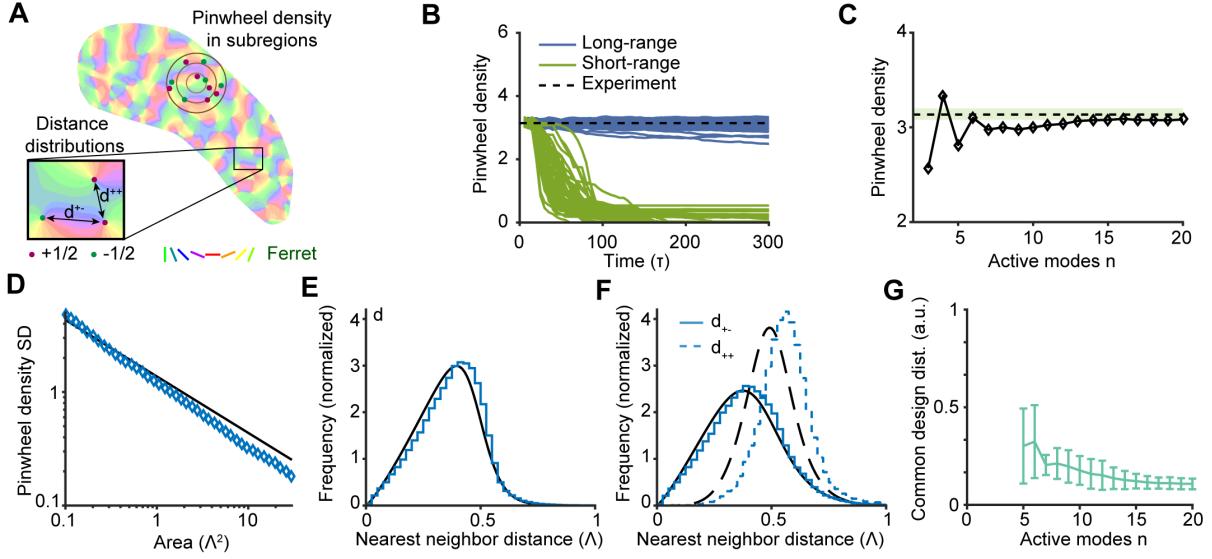 A
Pinwheel density
in subregions
Distance
distributions
d++
d+-
+1/2
-1/2
Ferret
B
Pinwheel density
6
4
2
0
Long-range
Short-range
Experiment
0
100
200
300
Time (τ)
C
Pinwheel density
4
3
2
5
10
15
20
Active modes n
D
Pinwheel density SD
1
0.1
0.1
1
10
Area (Λ²)
E
d
Frequency (normalized)
4
3
2
1
0
0
0.5
1
Nearest neighbor distance (Λ)
F
d+-
d++
Frequency (normalized)
4
3
2
1
0
0
0.5
1
Nearest neighbor distance (Λ)
G
Common design dist. (a.u.)
1
0.5
0
0
5
10
15
20
Active modes n